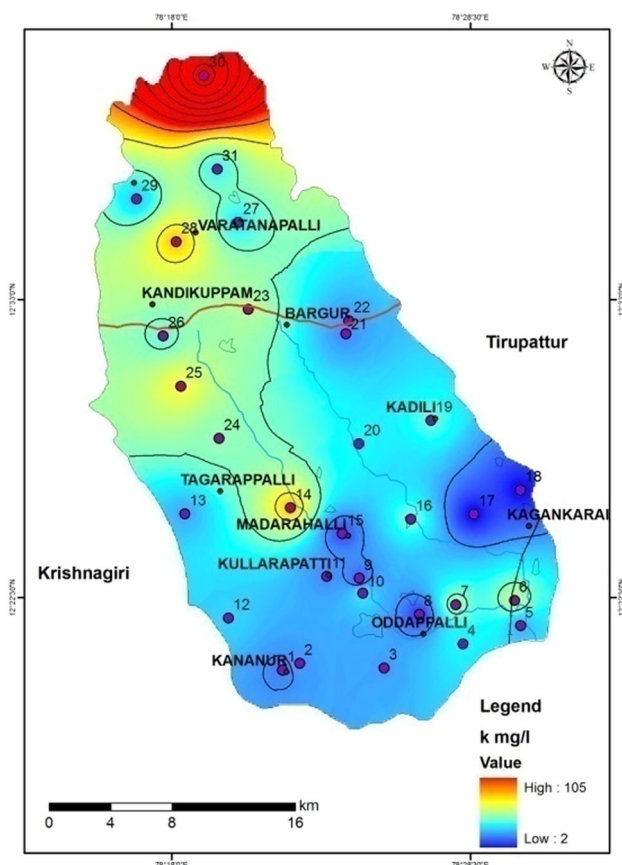 78°18'0"E 78°28'30"E
N
W E
S
30
31
29
27
28
VARATANAPALLI
KANDIKUPPAM
23
BARGUR
22
21
26
Tirupattur
25
KADILI 19
24
20
TAGARAPPALLI
18
14
13
17
16
KAGANKARAI
MADARAHALLI 15
KULLARAPATTI 11
9
10
Krishnagiri
7
6
8
12
5
ODDAPPALLI
4
KANANUR 1
2
3
Legend
k mg/l
Value
High : 105
Low : 2
km
0 4 8 16
12°22'30"N